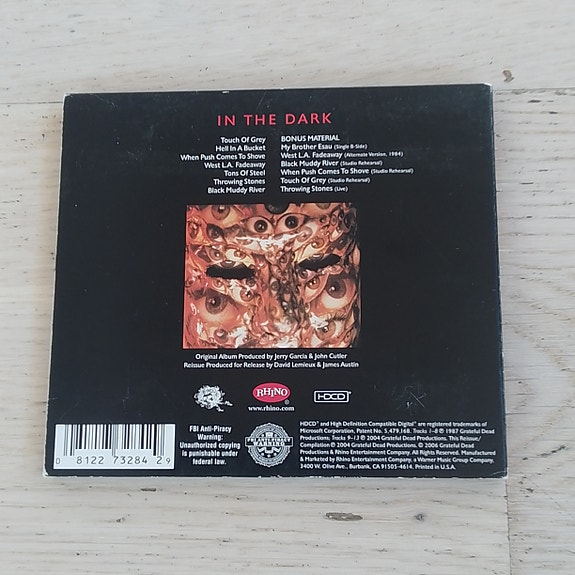 IN THE DARK
Touch Of Grey
Hell In A Bucket
When Push Comes To Shove
West L.A. Fadeaway
Tons Of Steel
Throwing Stones
Black Muddy River
BONUS MATERIAL
My Brother Esau (Single B-Side)
West L.A. Fadeaway (Alternate Version, 1984)
Black Muddy River (Studio Rehearsal)
When Push Comes To Shove (Studio Rehearsal)
Touch Of Grey (Studio Rehearsal)
Throwing Stones (Live)
Original Album Produced by Jerry Garcia & John Cutler
Reissue Produced for Release by David Lemieux & James Austin
RHINO
www.rhino.com
HDCD
FBI Anti-Piracy
Warning:
Unauthorized copying
is punishable under
federal law.
FBI ANTI-PIRACY
WARNING
HDCD® and High Definition Compatible Digital™ are registered trademarks of
Microsoft Corporation. Patent No. 5,479,168. Tracks 1–8 ℗ 1987 Grateful Dead
Productions. Tracks 9–13 ℗ 2004 Grateful Dead Productions. This Reissue/
Compilation ℗ 2004 Grateful Dead Productions. © 2006 Grateful Dead
Productions & Rhino Entertainment Company. All Rights Reserved. Manufactured
& Marketed by Rhino Entertainment Company, a Warner Music Group Company,
3400 W. Olive Ave., Burbank, CA 91505-4614. Printed in U.S.A.
0 81227 32842 9